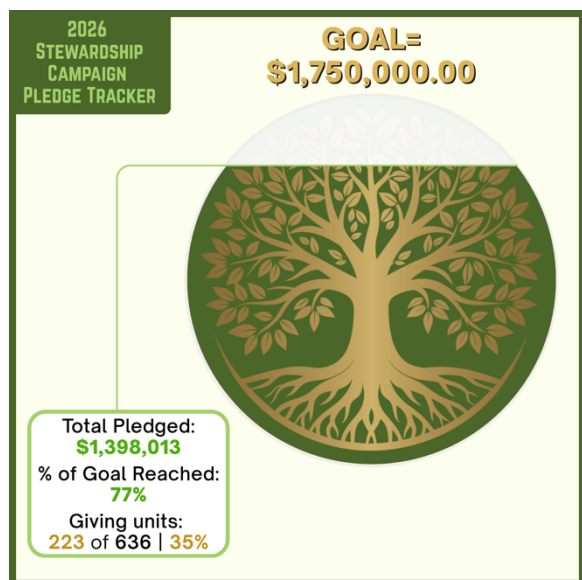 2026
STEWARDSHIP
CAMPAIGN
PLEDGE TRACKER
GOAL=
$1,750,000.00
Total Pledged:
$1,398,013
% of Goal Reached:
77%
Giving units:
223 of 636 | 35%